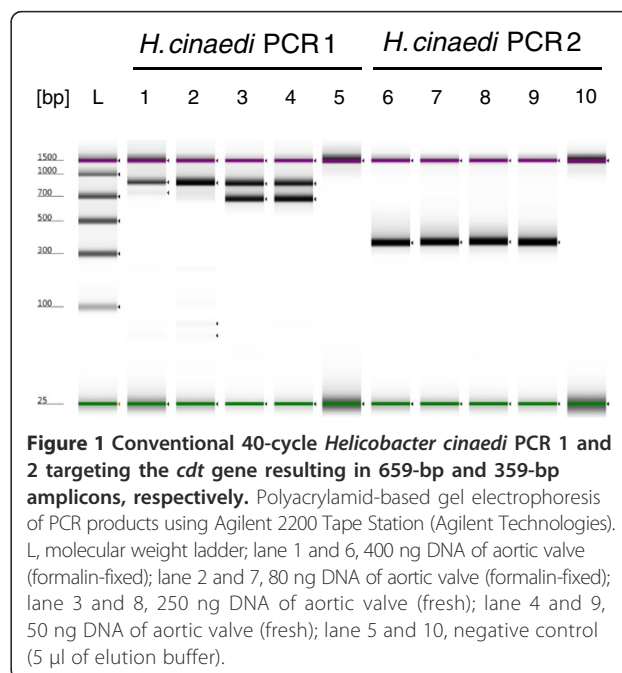 H. cinaedi PCR 1 H. cinaedi PCR 2
[bp] L 1 2 3 4 5 6 7 8 9 10
1500
1000
700
500
300
100
25
Figure 1 Conventional 40-cycle Helicobacter cinaedi PCR 1 and
2 targeting the cdt gene resulting in 659-bp and 359-bp
amplicons, respectively. Polyacrylamid-based gel electrophoresis
of PCR products using Agilent 2200 Tape Station (Agilent Technologies).
L, molecular weight ladder; lane 1 and 6, 400 ng DNA of aortic valve
(formalin-fixed); lane 2 and 7, 80 ng DNA of aortic valve (formalin-fixed);
lane 3 and 8, 250 ng DNA of aortic valve (fresh); lane 4 and 9,
50 ng DNA of aortic valve (fresh); lane 5 and 10, negative control
(5 μl of elution buffer).